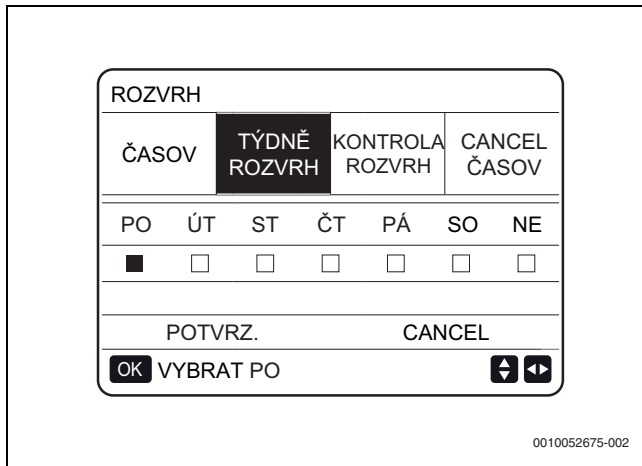 ROZVRH
ČASOV TÝDNĚ KONTROLA CANCEL
ROZVRH ROZVRH ČASOV
PO ÚT ST ČT PÁ SO NE
POTVRZ. CANCEL
OK VYBRAT PO
0010052675-002